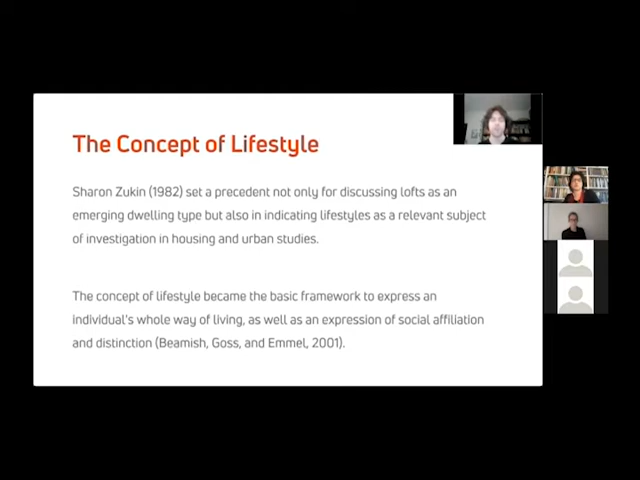 The Concept of Lifestyle
Sharon Zukin (1982) set a precedent not only for discussing lofts as an
emerging dwelling type but also in indicating lifestyles as a relevant subject
of investigation in housing and urban studies.
The concept of lifestyle became the basic framework to express an
individual's whole way of living, as well as an expression of social affiliation
and distinction (Beamish, Goss, and Emmel, 2001).